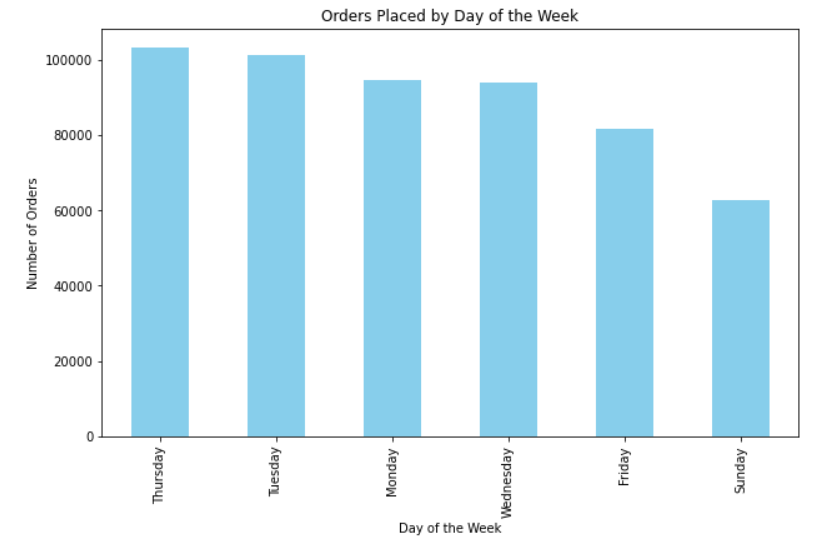 Orders Placed by Day of the Week
Number of Orders
100000
80000
60000
40000
20000
0
Thursday
Tuesday
Monday
Wednesday
Friday
Sunday
Day of the Week